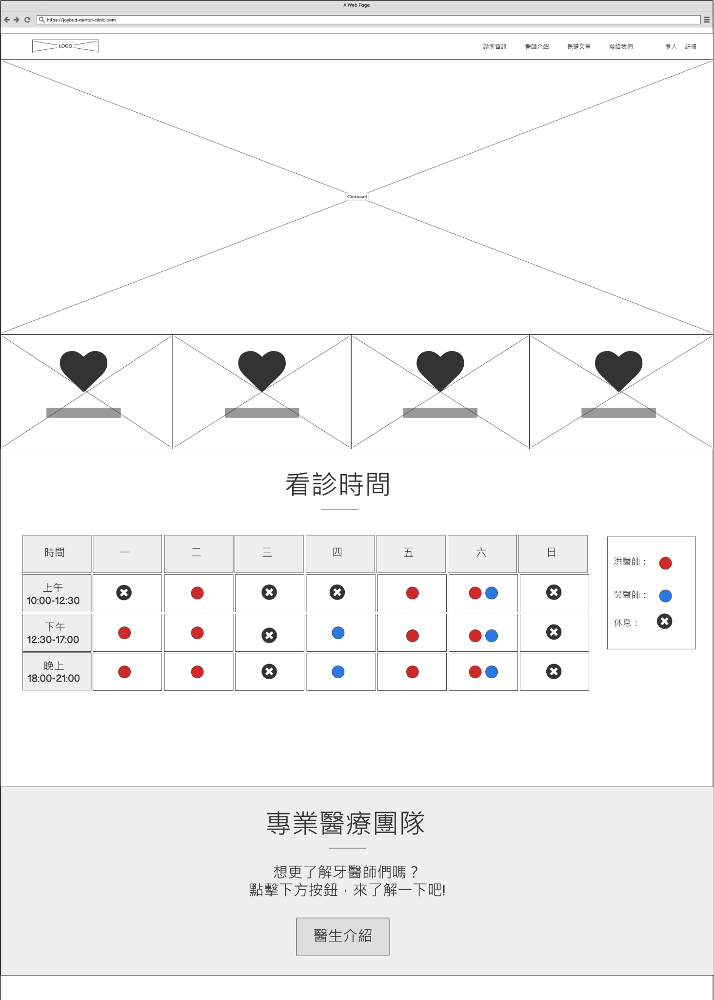 A Web Page
https://joybud-dental-clinic.com
LOGO
診所資訊 醫師介紹 保健文章 聯絡我們 登入 註冊
Carousel
看診時間
時間 一 二 三 四 五 六 日
上午
10:00-12:30
下午
12:30-17:00
晚上
18:00-21:00
洪醫師：
吳醫師：
休息：
專業醫療團隊
想更了解牙醫師們嗎？
點擊下方按鈕，來了解一下吧!
醫生介紹